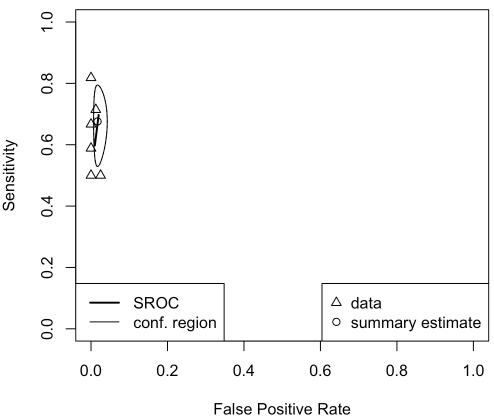 1.0
0.8
0.6
0.4
0.2
0.0
Sensitivity
SROC
conf. region
data
summary estimate
0.0 0.2 0.4 0.6 0.8 1.0
False Positive Rate